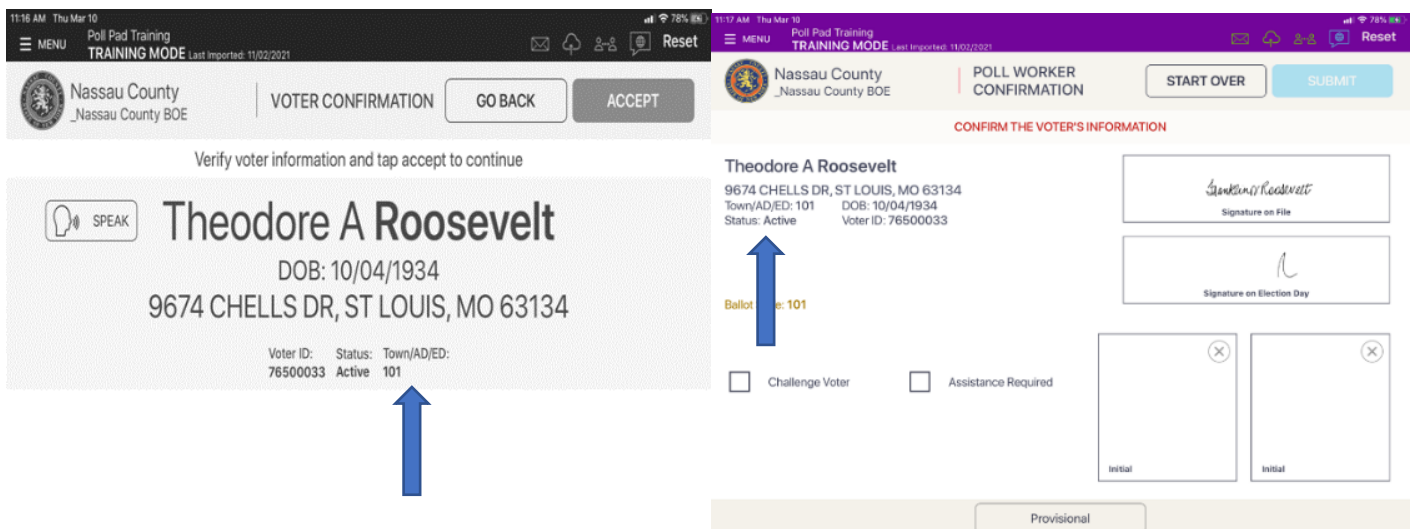 11:16 AM Thu Mar 10
78%
MENU
Poll Pad Training
TRAINING MODE Last Imported: 11/02/2021
Reset
Nassau County
_Nassau County BOE
VOTER CONFIRMATION
GO BACK
ACCEPT
Verify voter information and tap accept to continue
SPEAK
Theodore A Roosevelt
DOB: 10/04/1934
9674 CHELLS DR, ST LOUIS, MO 63134
Voter ID: Status: Town/AD/ED:
76500033 Active 101
11:17 AM Thu Mar 10
78%
MENU
Poll Pad Training
TRAINING MODE Last Imported: 11/02/2021
Reset
Nassau County
_Nassau County BOE
POLL WORKER
CONFIRMATION
START OVER
SUBMIT
CONFIRM THE VOTER'S INFORMATION
Theodore A Roosevelt
9674 CHELLS DR, ST LOUIS, MO 63134
Town/AD/ED: 101 DOB: 10/04/1934
Status: Active Voter ID: 76500033
Roosevelt
Signature on File
Signature on Election Day
Ballot 101
Challenge Voter
Assistance Required
Initial
Initial
Provisional